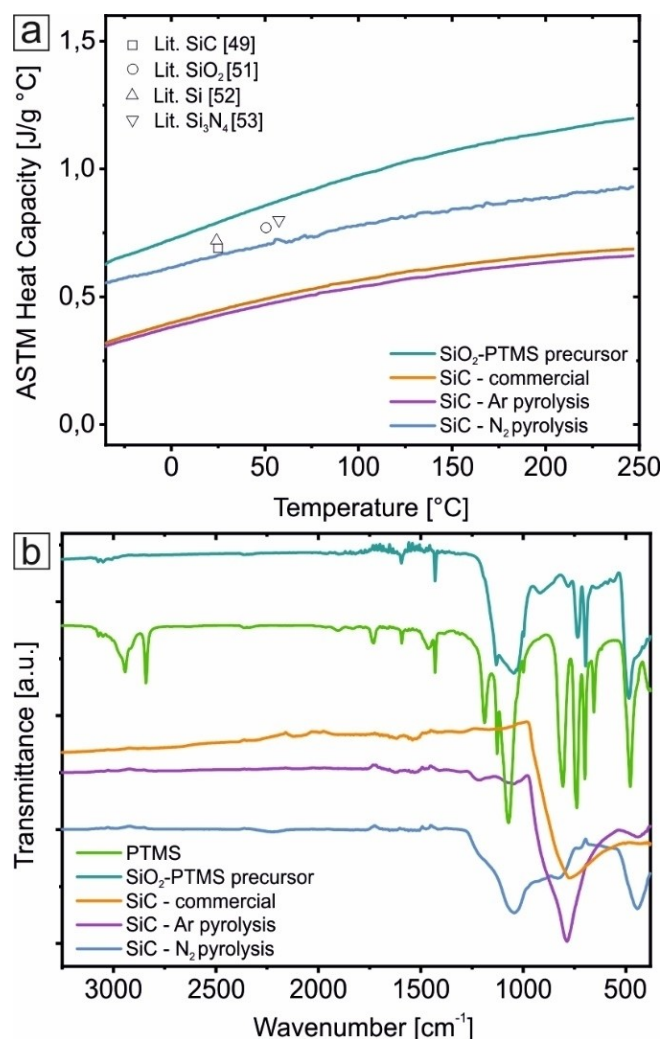 a
1,5
1,0
0,5
0,0
ASTM Heat Capacity [J/g °C]
Lit. SiC [49]
Lit. SiO₂ [51]
Lit. Si [52]
Lit. Si₃N₄ [53]
SiO₂-PTMS precursor
SiC - commercial
SiC - Ar pyrolysis
SiC - N₂ pyrolysis
0 50 100 150 200 250
Temperature [°C]
b
Transmittance [a.u.]
PTMS
SiO₂-PTMS precursor
SiC - commercial
SiC - Ar pyrolysis
SiC - N₂ pyrolysis
3000 2500 2000 1500 1000 500
Wavenumber [cm⁻¹]